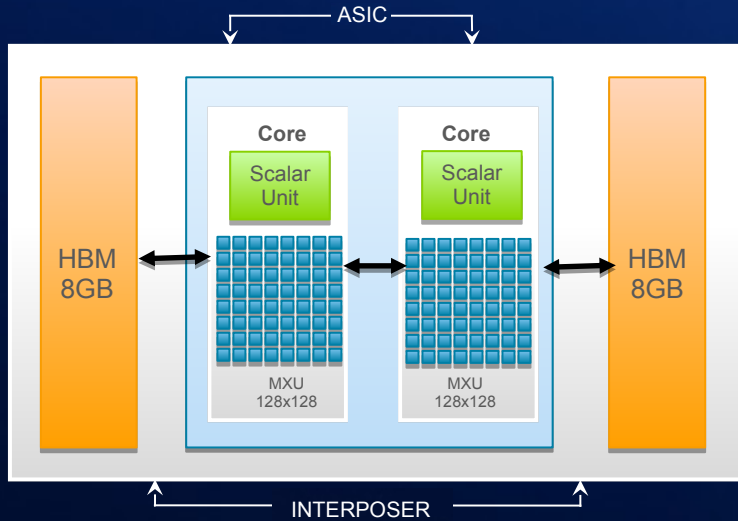 ASIC
Core
Scalar
Unit
MXU
128x128
Core
Scalar
Unit
MXU
128x128
HBM
8GB
HBM
8GB
INTERPOSER